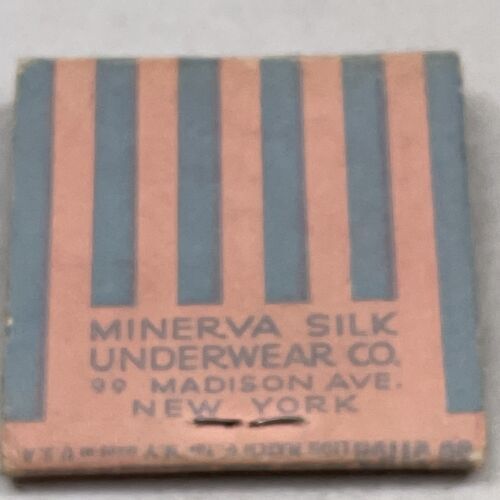 MINERVA SILK
UNDERWEAR CO.
99 MADISON AVE.
NEW YORK